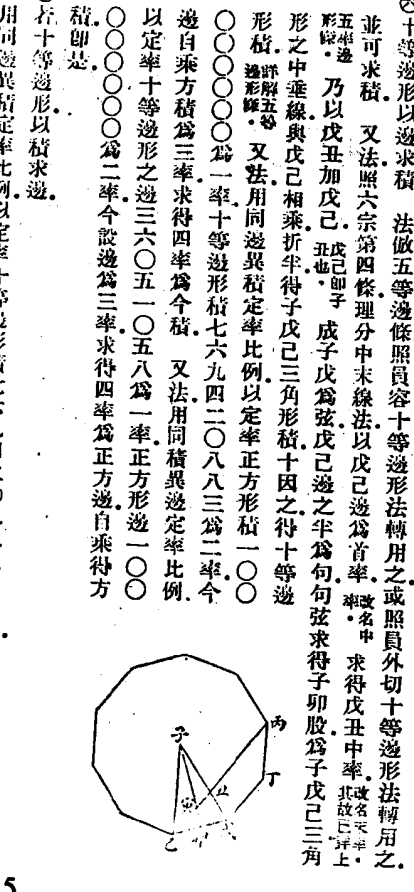 十等邊形以邊求積　法倣五等邊條照員容十等邊形法轉用之或照員外切十等邊形法轉用之
並可求積　又法照六宗第四條理分中末線法以戊己邊爲首率改名中率求得戊丑中率改名末率其故已詳上
五率邊形條　乃以戊丑加戊己戊己即子丑也成子戊爲弦戊己邊之半爲句句弦求得子卯股爲子戊己三角
形之中垂線與戊己相乘折半得子戊己三角形積十因之得十等邊
形積詳解五等邊形條又法用同邊異積定率比例以定率正方形積一〇〇
〇〇〇〇〇〇爲一率十等邊形積七六九四二〇八八三爲二率今
邊自乘方積爲三率求得四率爲今積　又法用同積異邊定率比例
以定率十等邊形之邊三六〇五一〇五八爲一率正方形邊一〇〇
〇〇〇〇〇〇爲二率今設邊爲三率求得四率爲正方邊自乘得方
積即是
若十等邊形以積求邊
用同邊異積定率比例以定率十等邊形積
丙
丁
子
丑
己
5